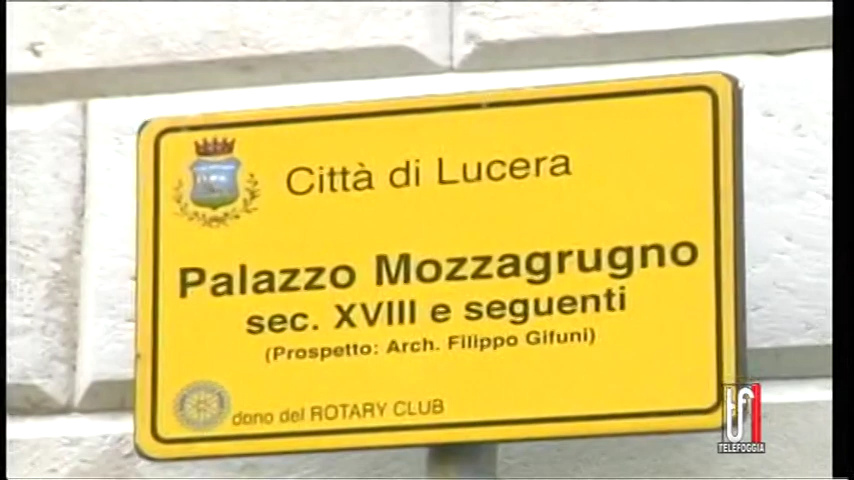 Città di Lucera
Palazzo Mozzagrugno
sec. XVIII e seguenti
(Prospetto: Arch. Filippo Gifuni)
dono del ROTARY CLUB
TELEFOGGIA